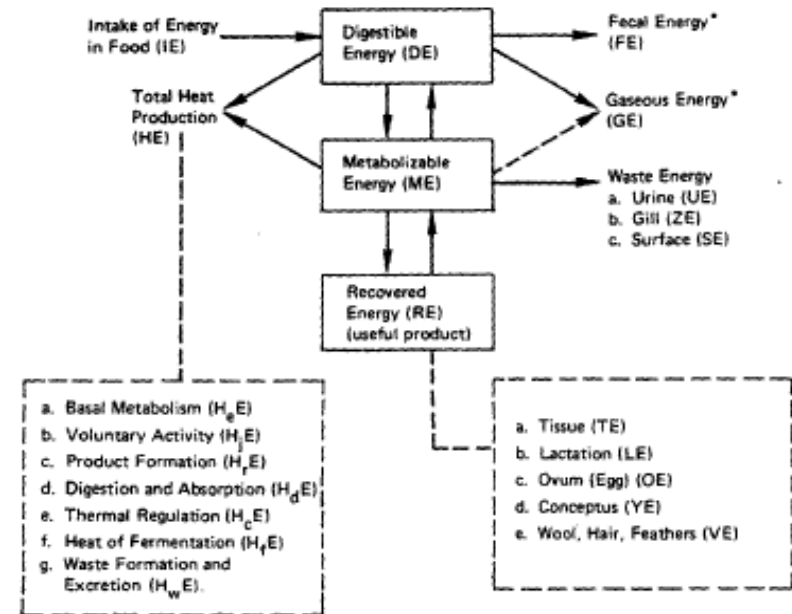 Intake of Energy
in Food (IE)
Digestible
Energy (DE)
Fecal Energy*
(FE)
Total Heat
Production
(HE)
Gaseous Energy*
(GE)
Metabolizable
Energy (ME)
Waste Energy
a. Urine (UE)
b. Gill (ZE)
c. Surface (SE)
Recovered
Energy (RE)
(useful product)
a. Basal Metabolism (HeE)
b. Voluntary Activity (HjE)
c. Product Formation (HrE)
d. Digestion and Absorption (HdE)
e. Thermal Regulation (HcE)
f. Heat of Fermentation (HfE)
g. Waste Formation and
Excretion (HwE).
a. Tissue (TE)
b. Lactation (LE)
c. Ovum (Egg) (OE)
d. Conceptus (YE)
e. Wool, Hair, Feathers (VE)